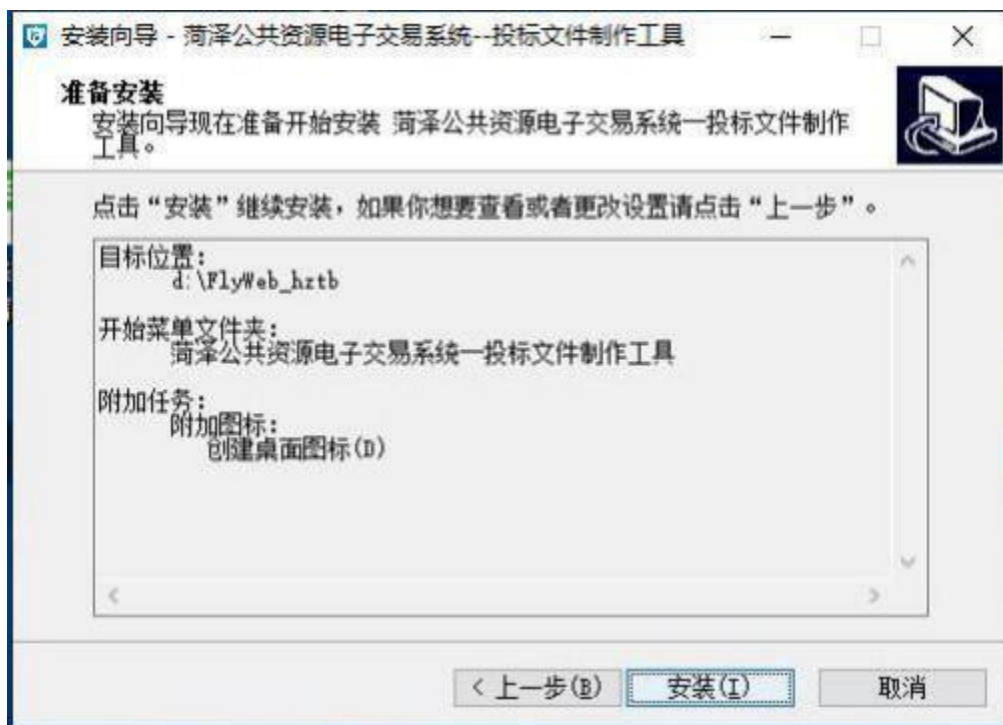 安装向导 - 菏泽公共资源电子交易系统--投标文件制作工具
准备安装
安装向导现在准备开始安装 菏泽公共资源电子交易系统—投标文件制作
工具。
点击“安装”继续安装，如果你想要查看或者更改设置请点击“上一步”。
目标位置：
d:\FlyWeb_hztb
开始菜单文件夹：
菏泽公共资源电子交易系统—投标文件制作工具
附加任务：
附加图标：
创建桌面图标(D)
< 上一步(B)
安装(I)
取消